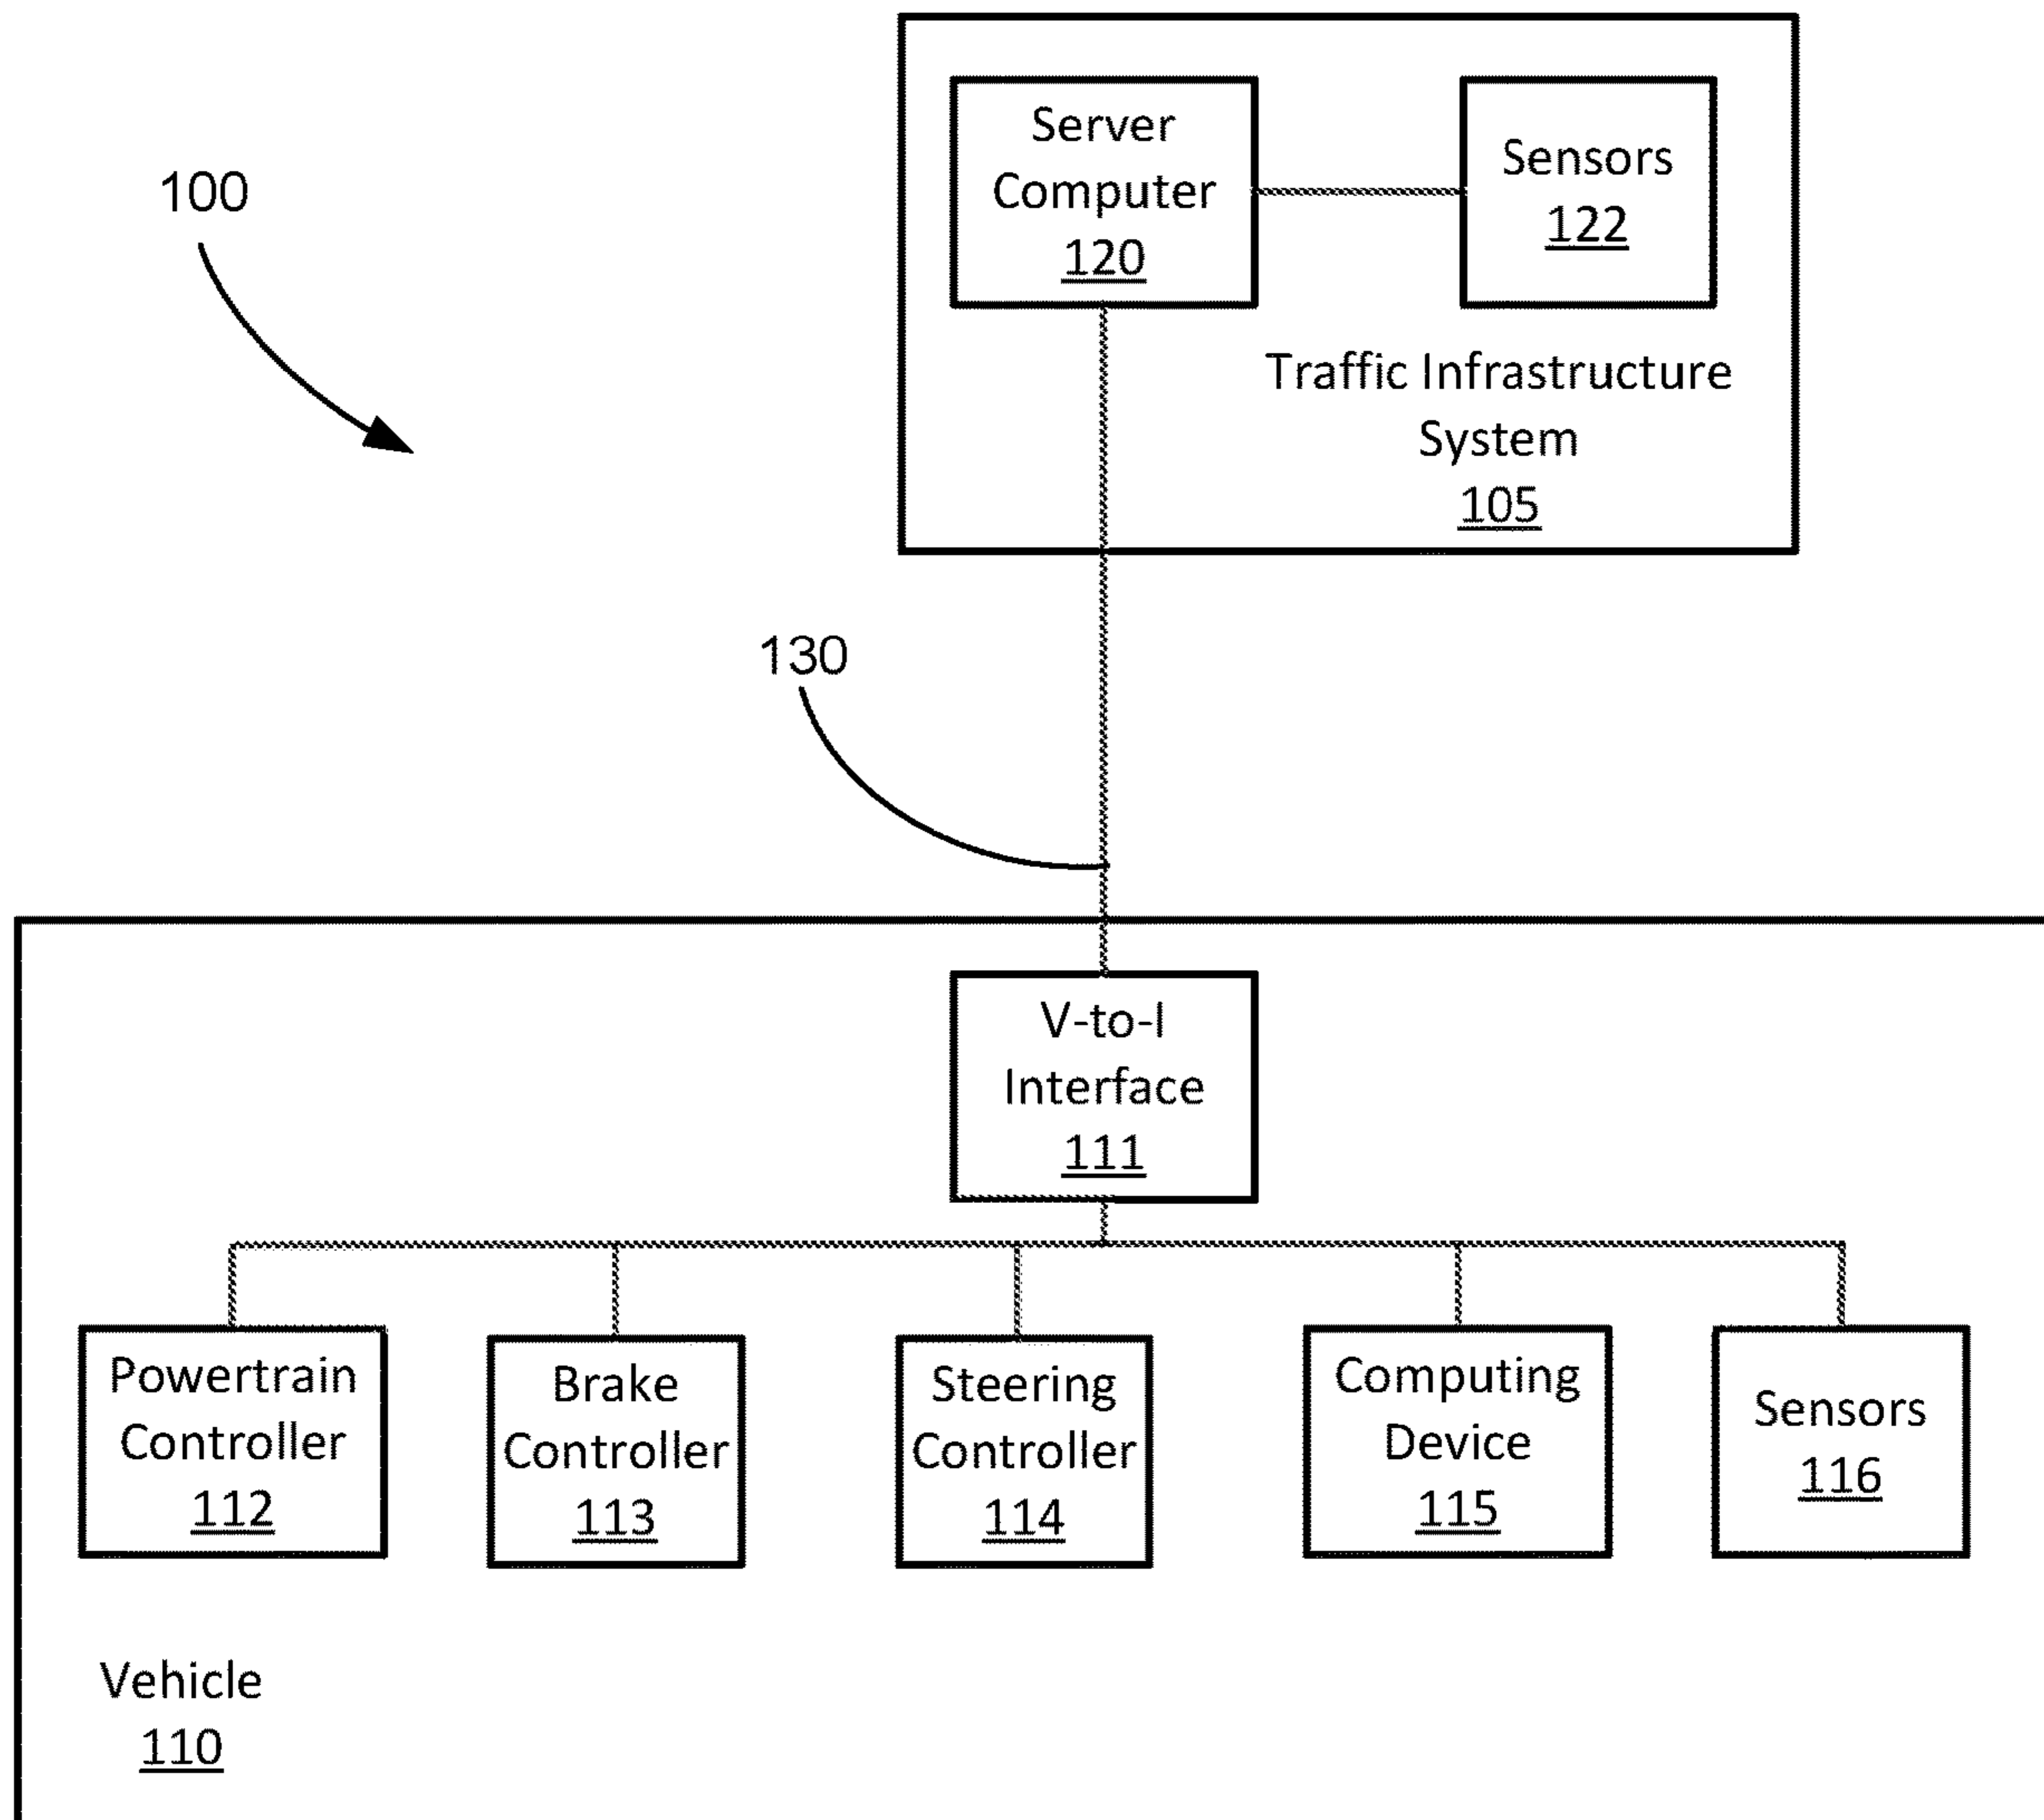 100
Server
Computer
120
Sensors
122
Traffic Infrastructure
System
105
130
V-to-I
Interface
111
Powertrain
Controller
112
Brake
Controller
113
Steering
Controller
114
Computing
Device
115
Sensors
116
Vehicle
110